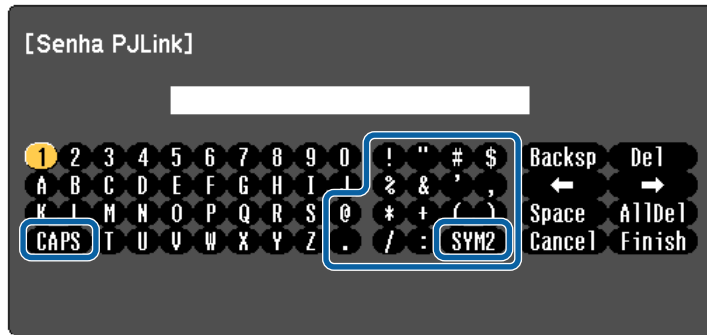 [Senha PJLink]
1 2 3 4 5 6 7 8 9 0 ! " # $ Backsp Del
A B C D E F G H I J % & ' , ← →
K L M N O P Q R S @ * + ( ) Space AllDel
CAPS T U V W X Y Z . / : SYM2 Cancel Finish